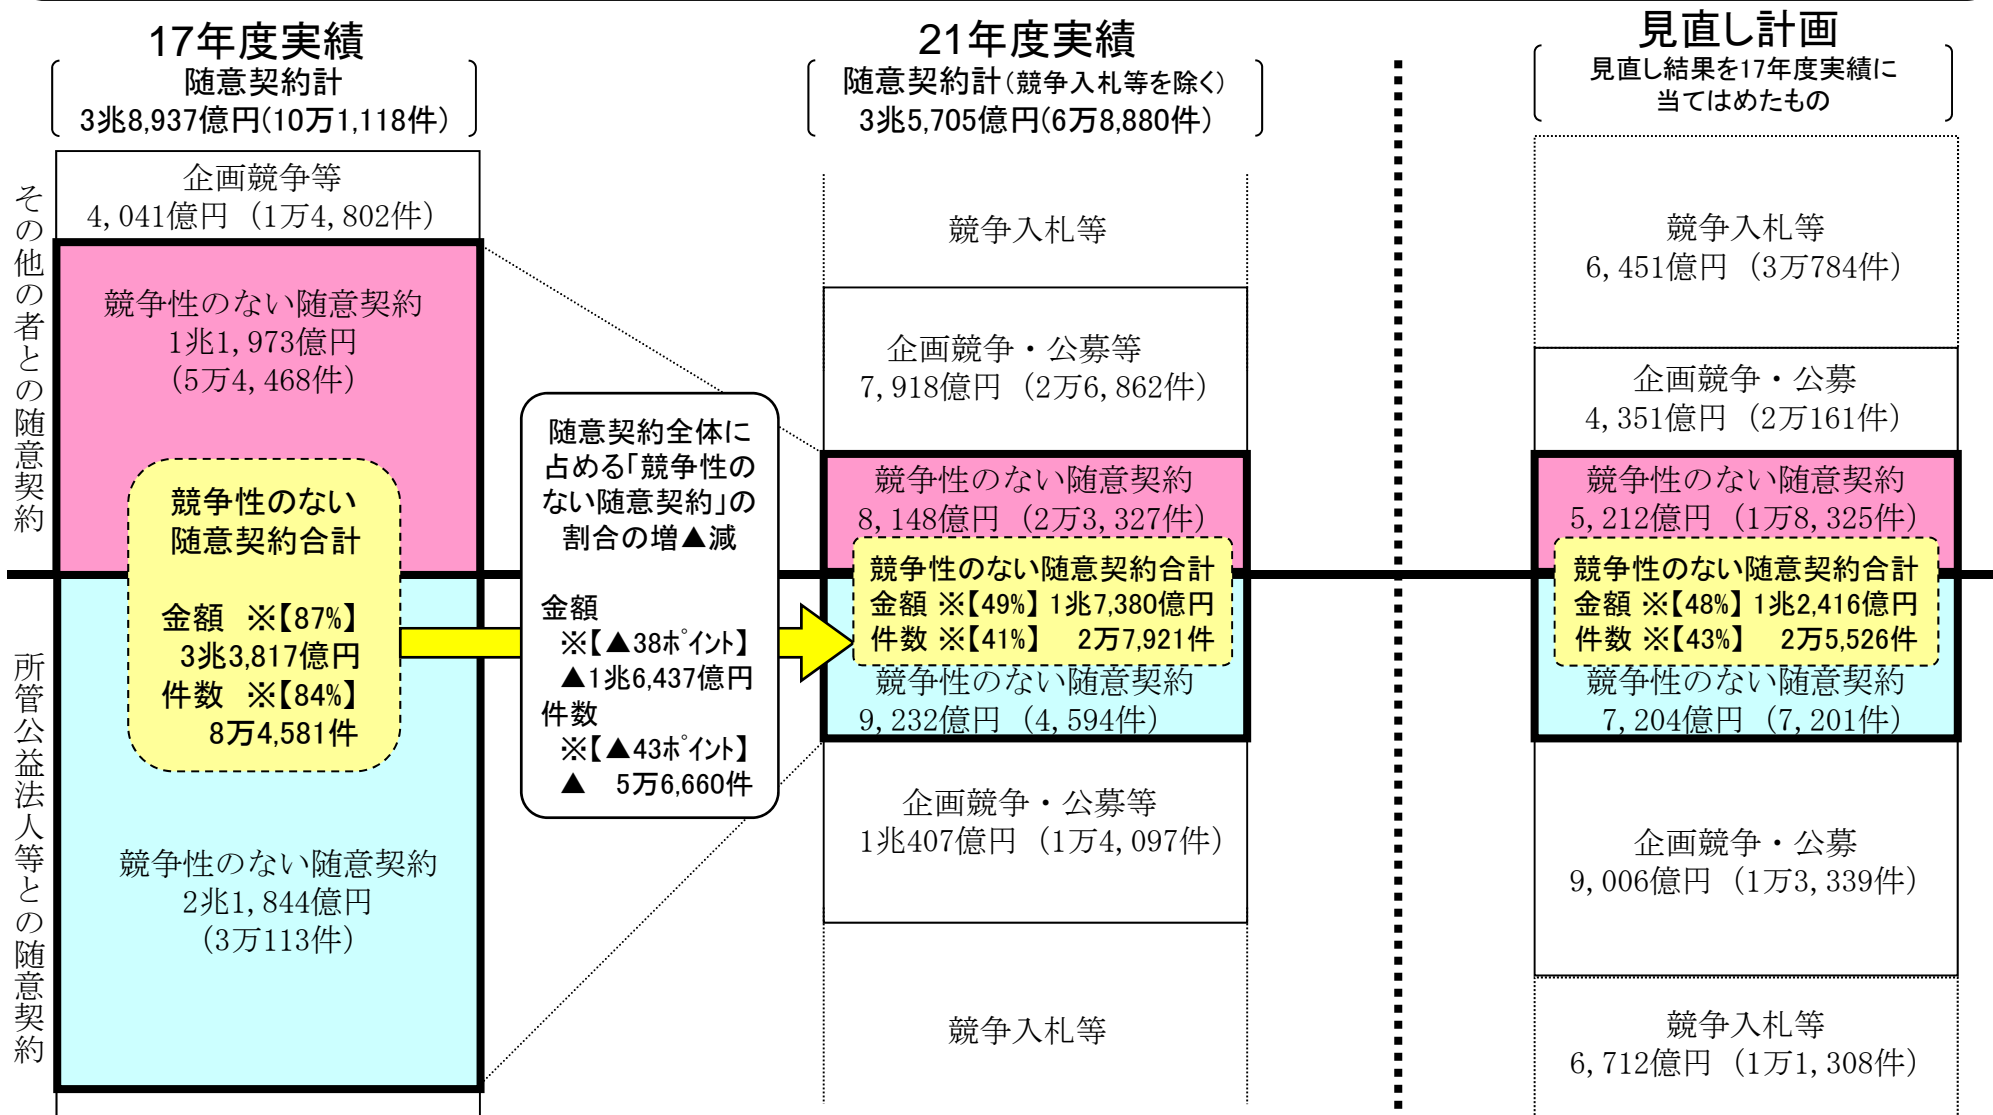 17年度実績
随意契約計
3兆8,937億円(10万1,118件)
企画競争等
4,041億円（1万4,802件）
その他の者との随意契約
競争性のない随意契約
1兆1,973億円
（5万4,468件）
競争性のない
随意契約合計
金額 ※【87%】
3兆3,817億円
件数 ※【84%】
8万4,581件
所管公益法人等との随意契約
競争性のない随意契約
2兆1,844億円
（3万113件）
随意契約全体に
占める「競争性の
ない随意契約」の
割合の増▲減
金額
※【▲38ﾎﾟｲﾝﾄ】
▲1兆6,437億円
件数
※【▲43ﾎﾟｲﾝﾄ】
▲ 5万6,660件
21年度実績
随意契約計(競争入札等を除く)
3兆5,705億円(6万8,880件)
競争入札等
企画競争・公募等
7,918億円（2万6,862件）
競争性のない随意契約
8,148億円（2万3,327件）
競争性のない随意契約合計
金額 ※【49%】 1兆7,380億円
件数 ※【41%】 2万7,921件
競争性のない随意契約
9,232億円（4,594件）
企画競争・公募等
1兆407億円（1万4,097件）
競争入札等
見直し計画
見直し結果を17年度実績に
当てはめたもの
競争入札等
6,451億円（3万784件）
企画競争・公募
4,351億円（2万161件）
競争性のない随意契約
5,212億円（1万8,325件）
競争性のない随意契約合計
金額 ※【48%】 1兆2,416億円
件数 ※【43%】 2万5,526件
競争性のない随意契約
7,204億円（7,201件）
企画競争・公募
9,006億円（1万3,339件）
競争入札等
6,712億円（1万1,308件）